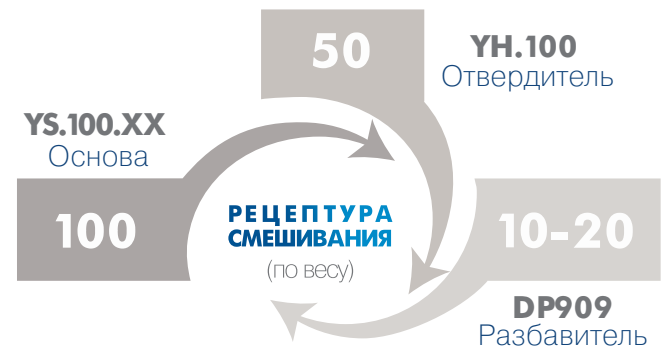 50
YH.100
Отвердитель
YS.100.XX
Основа
100
РЕЦЕПТУРА
СМЕШИВАНИЯ
(по весу)
10-20
DP909
Разбавитель